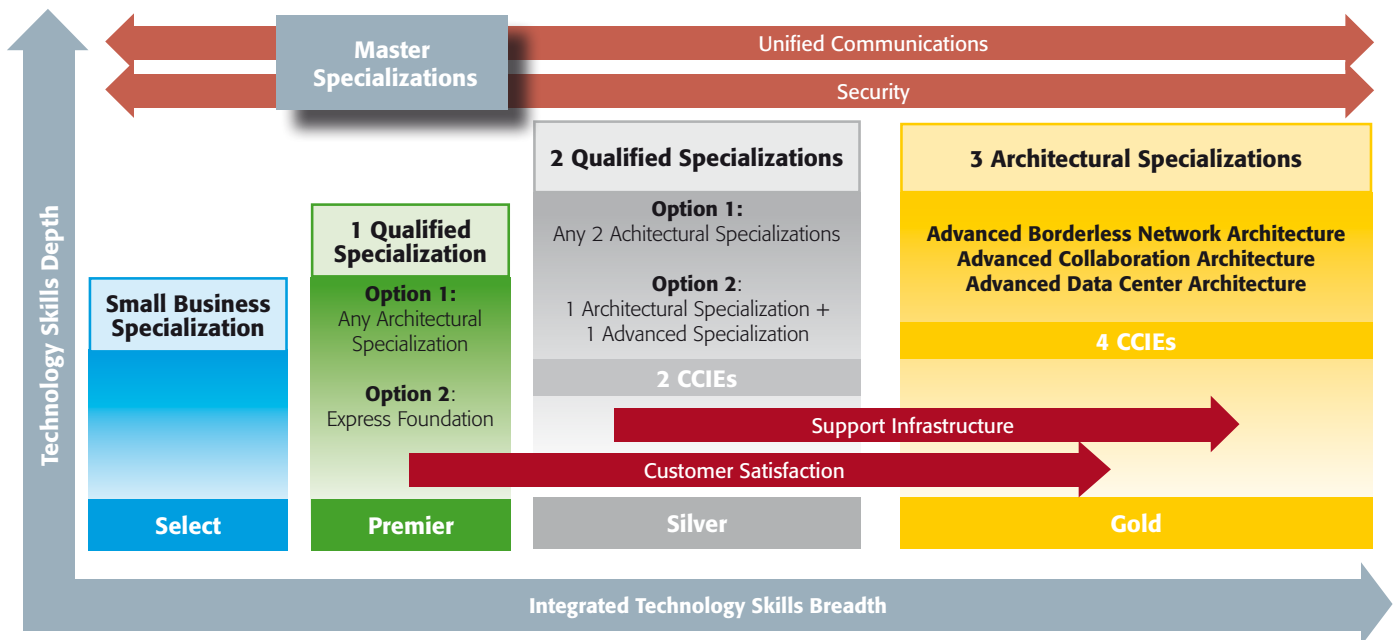 Technology Skills Depth
Master
Specializations
Unified Communications
Security
Small Business
Specialization
Select
1 Qualified
Specialization
Option 1:
Any Architectural
Specialization
Option 2:
Express Foundation
Premier
2 Qualified Specializations
Option 1:
Any 2 Achitectural Specializations
Option 2:
1 Architectural Specialization +
1 Advanced Specialization
2 CCIEs
Silver
3 Architectural Specializations
Advanced Borderless Network Architecture
Advanced Collaboration Architecture
Advanced Data Center Architecture
4 CCIEs
Gold
Support Infrastructure
Customer Satisfaction
Integrated Technology Skills Breadth